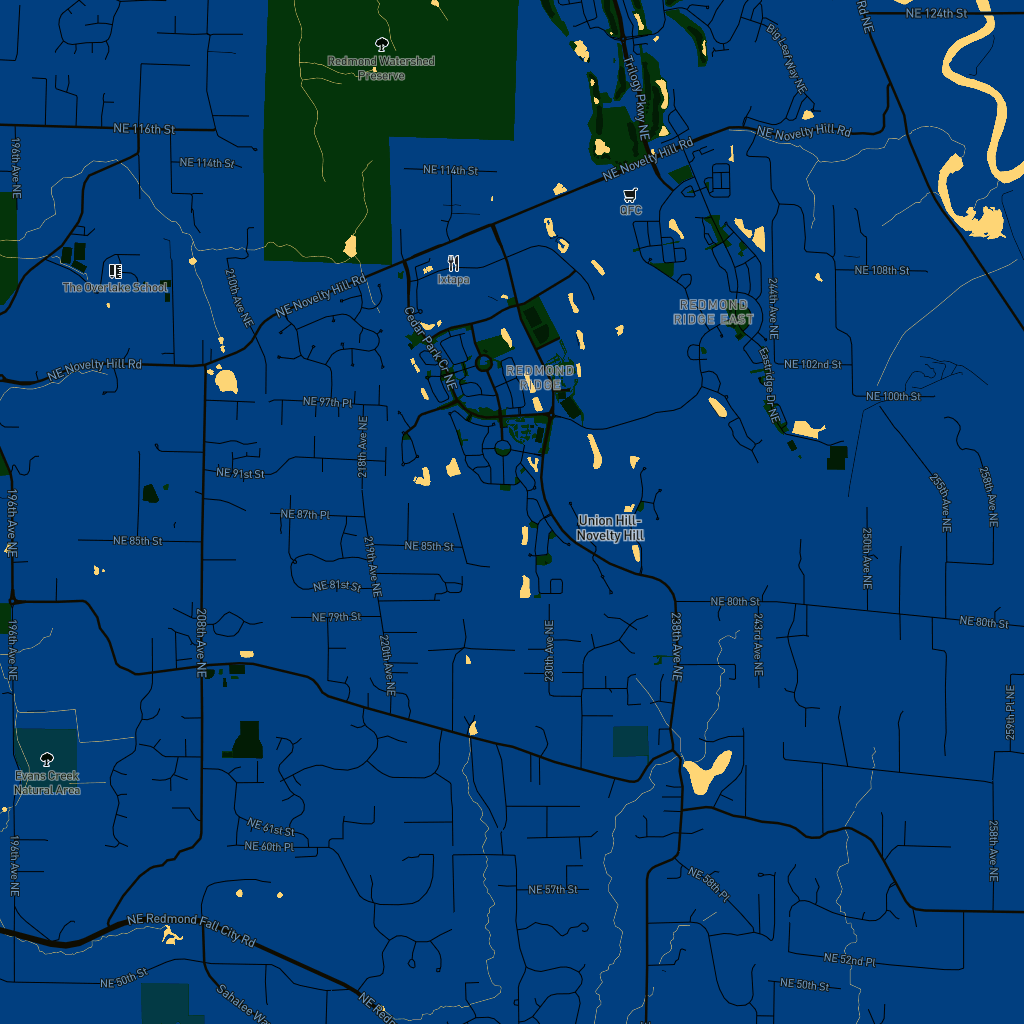 NE 124th St
Rd NE
Big Leaf Way NE
Redmond Watershed
Preserve
Trilogy Pkwy NE
NE 116th St
NE Novelty Hill Rd
NE Novelty Hill Rd
196th Ave NE
NE 114th St
NE 114th St
QFC
Ixtapa
The Overlake School
210th Ave NE
NE Novelty Hill Rd
NE 108th St
244th Ave NE
REDMOND
RIDGE EAST
Cedar Park Cr NE
NE Novelty Hill Rd
REDMOND
RIDGE
Eastridge Dr NE
NE 102nd St
NE 100th St
NE 97th Pl
218th Ave NE
NE 91st St
196th Ave NE
255th Ave NE
258th Ave NE
NE 87th Pl
Union Hill-
Novelty Hill
250th Ave NE
NE 85th St
219th Ave NE
NE 85th St
NE 81st St
NE 80th St
NE 80th St
NE 79th St
196th Ave NE
208th Ave NE
220th Ave NE
230th Ave NE
238th Ave NE
243rd Ave NE
259th Pl NE
Evans Creek
Natural Area
NE 61st St
NE 60th Pl
196th Ave NE
258th Ave NE
NE 57th St
NE 58th Pl
NE Redmond Fall City Rd
NE 52nd Pl
NE 50th St
NE 50th St
Sahalee Wa
NE Redmo